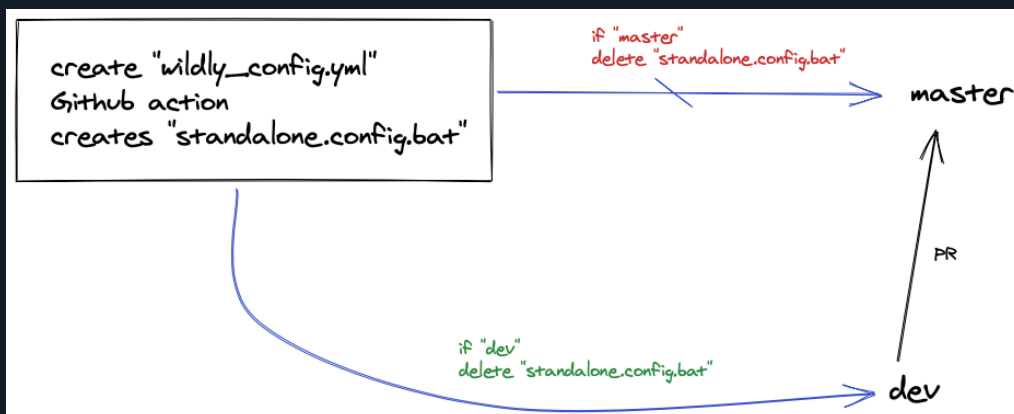 create "wildly_config.yml"
Github action
creates "standalone.config.bat"
if "master"
delete "standalone.config.bat"
master
PR
if "dev"
delete "standalone.config.bat"
dev